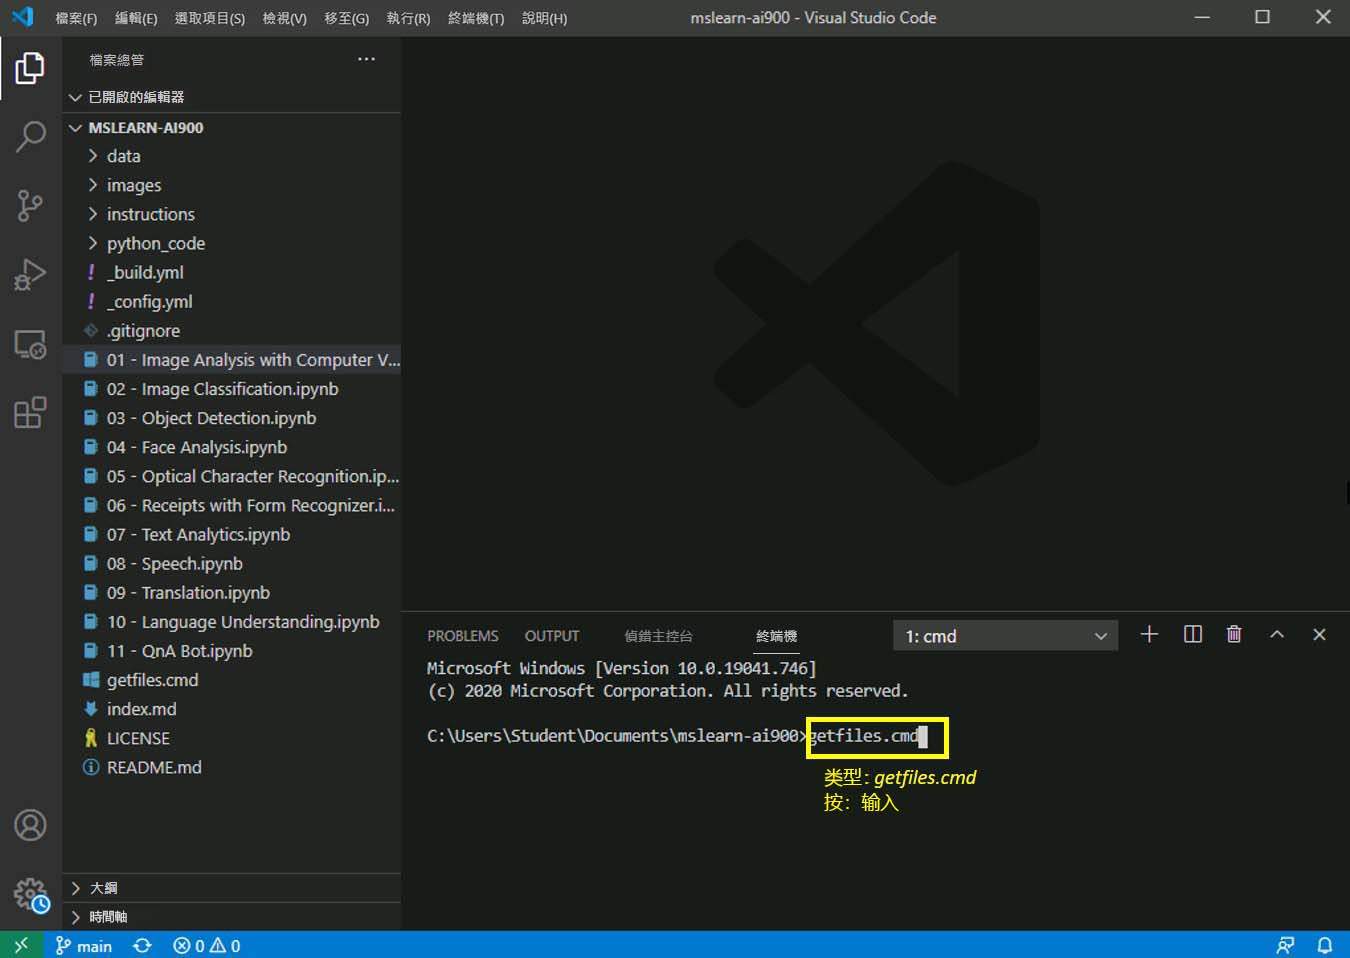 檔案(F) 編輯(E) 選取項目(S) 檢視(V) 移至(G) 執行(R) 終端機(T) 說明(H) mslearn-ai900 - Visual Studio Code
檔案總管
已開啟的編輯器
MSLEARN-AI900
data
images
instructions
python_code
_build.yml
_config.yml
.gitignore
01 - Image Analysis with Computer V...
02 - Image Classification.ipynb
03 - Object Detection.ipynb
04 - Face Analysis.ipynb
05 - Optical Character Recognition.ip...
06 - Receipts with Form Recognizer.i...
07 - Text Analytics.ipynb
08 - Speech.ipynb
09 - Translation.ipynb
10 - Language Understanding.ipynb
11 - QnA Bot.ipynb
getfiles.cmd
index.md
LICENSE
README.md
大綱
時間軸
PROBLEMS OUTPUT 偵錯主控台 終端機 1: cmd
Microsoft Windows [Version 10.0.19041.746]
(c) 2020 Microsoft Corporation. All rights reserved.
C:\Users\Student\Documents\mslearn-ai900>getfiles.cmd
类型: getfiles.cmd
按: 输入
main 0 0